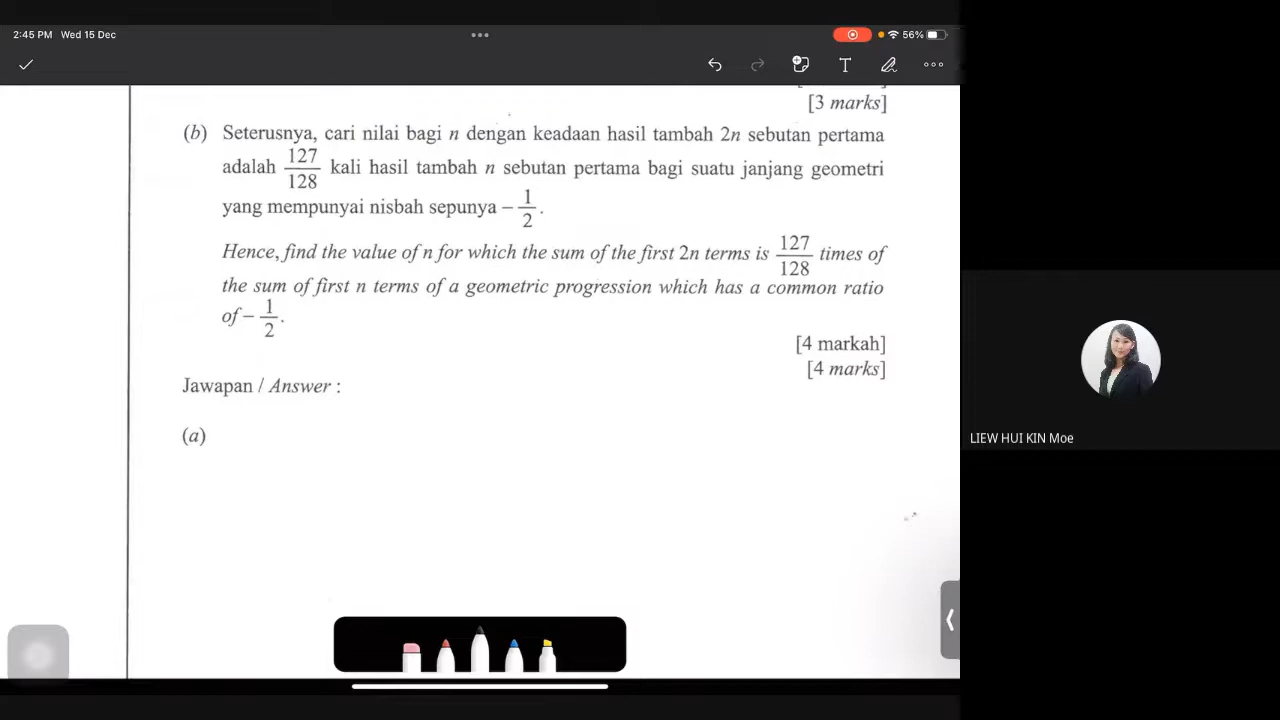 2:45 PM Wed 15 Dec
56%
T
[3 marks]
(b) Seterusnya, cari nilai bagi n dengan keadaan hasil tambah 2n sebutan pertama
adalah 127/128 kali hasil tambah n sebutan pertama bagi suatu janjang geometri
yang mempunyai nisbah sepunya – 1/2 .
Hence, find the value of n for which the sum of the first 2n terms is 127/128 times of
the sum of first n terms of a geometric progression which has a common ratio
of – 1/2 .
[4 markah]
[4 marks]
Jawapan / Answer :
(a)
LIEW HUI KIN Moe